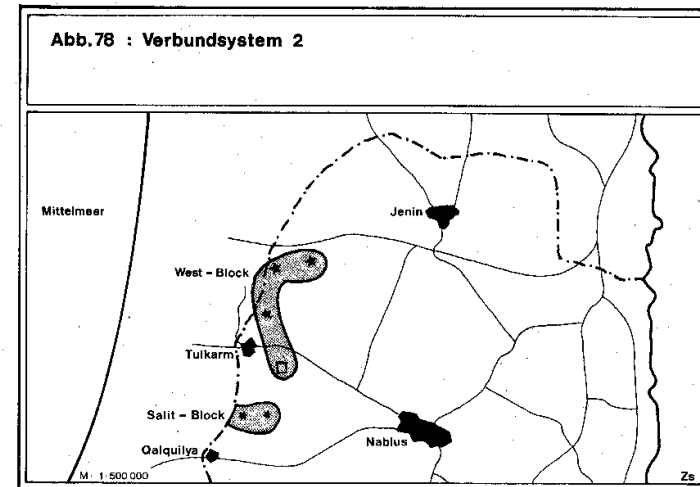 Abb.78 : Verbundsystem 2
Mittelmeer
Jenin
West - Block
Tulkarm
Salit - Block
Nablus
Qalquilya
M 1:500 000
Zs